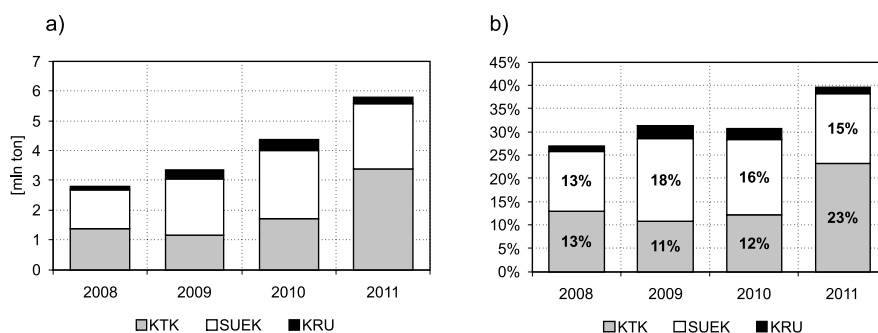 a)
b)
[mln ton]
7
6
5
4
3
2
1
0
2008 2009 2010 2011
KTK SUEK KRU
45%
40%
35%
30%
25%
20%
15%
10%
5%
0%
13% 18% 16% 15%
13% 11% 12% 23%
2008 2009 2010 2011
KTK SUEK KRU